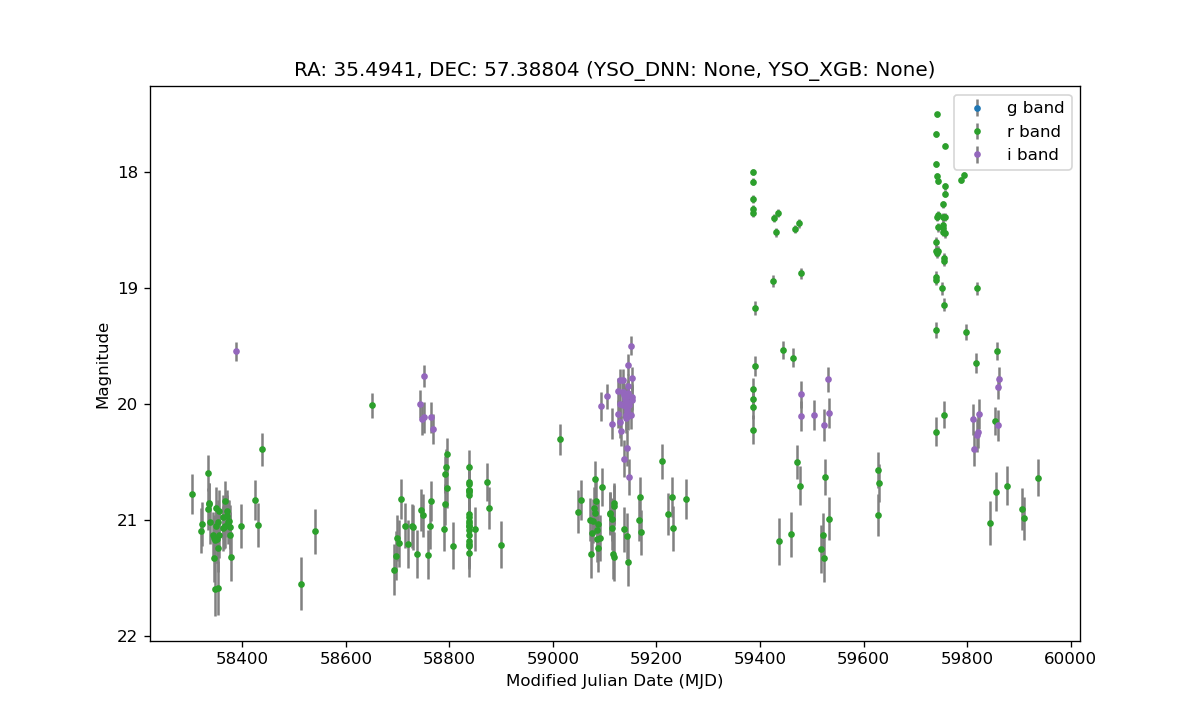 RA: 35.4941, DEC: 57.38804 (YSO_DNN: None, YSO_XGB: None)
g band
r band
i band
18
19
20
21
22
Magnitude
58400 58600 58800 59000 59200 59400 59600 59800 60000
Modified Julian Date (MJD)